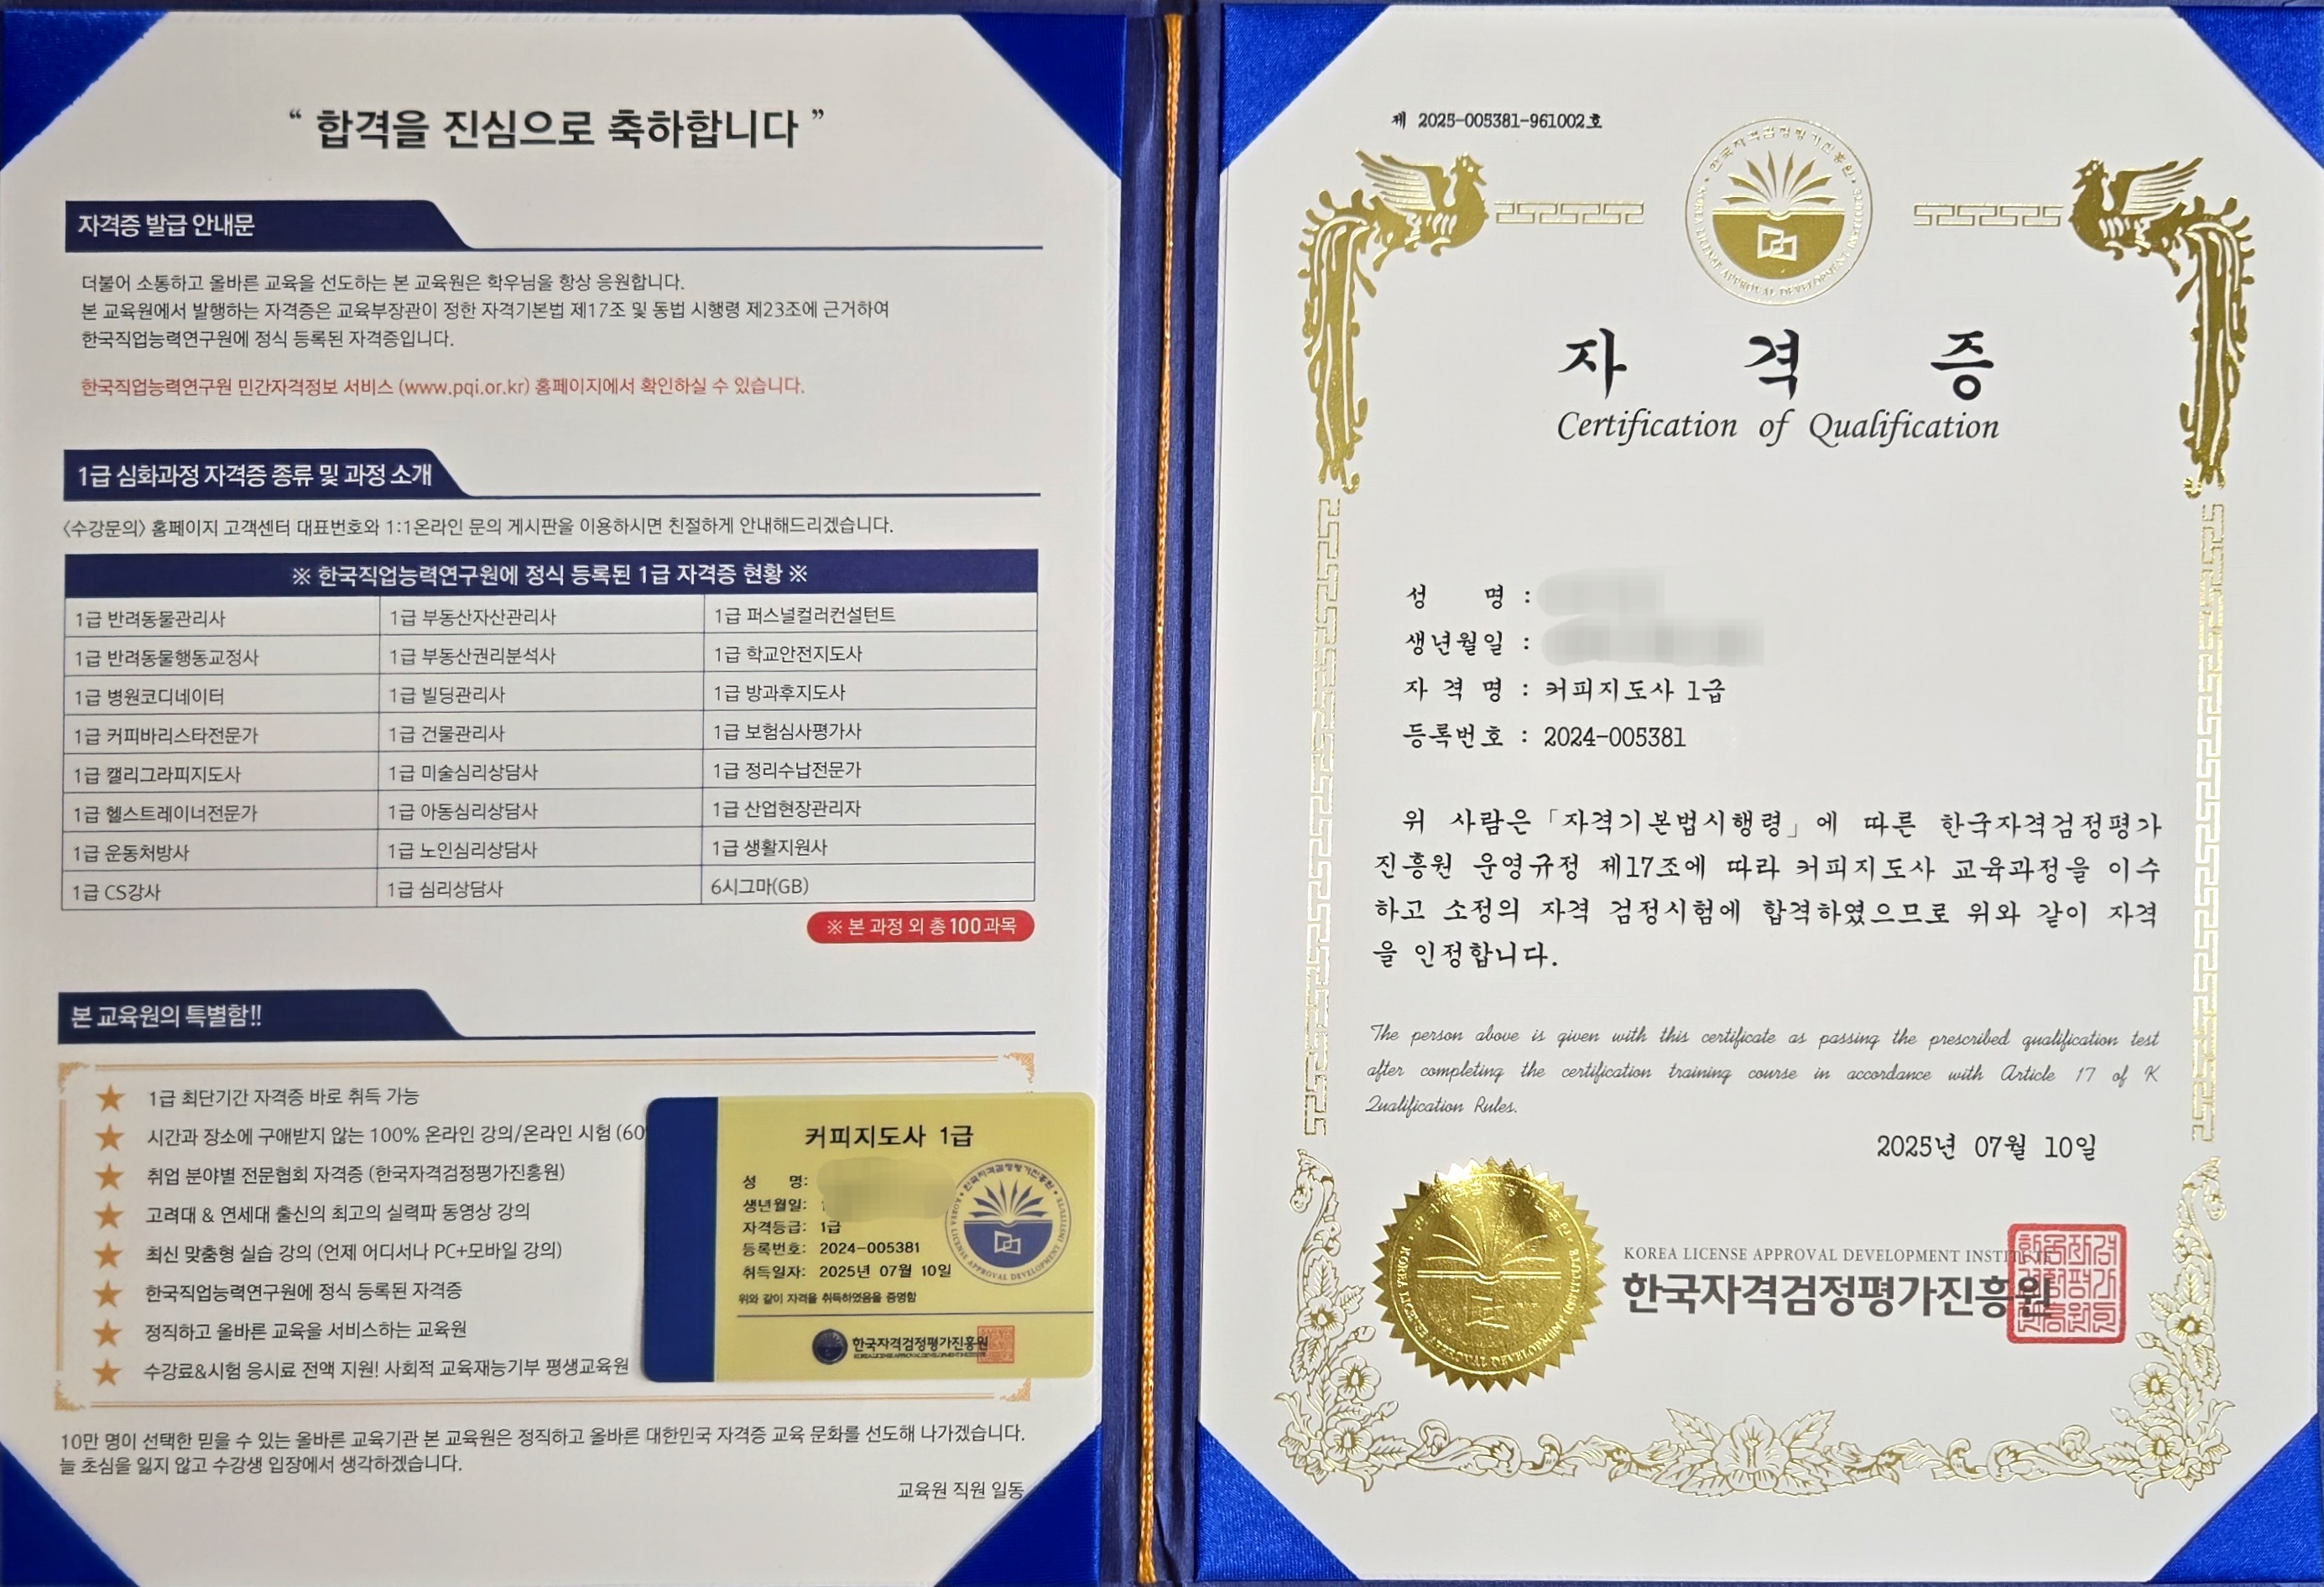 “ 합격을 진심으로 축하합니다 ”
자격증 발급 안내문
더불어 소통하고 올바른 교육을 선도하는 본 교육원은 학우님을 항상 응원합니다.
본 교육원에서 발행하는 자격증은 교육부장관이 정한 자격기본법 제17조 및 동법 시행령 제23조에 근거하여
한국직업능력연구원에 정식 등록된 자격증입니다.
한국직업능력연구원 민간자격정보 서비스 (www.pqi.or.kr) 홈페이지에서 확인하실 수 있습니다.
1급 심화과정 자격증 종류 및 과정 소개
<수강문의> 홈페이지 고객센터 대표번호와 1:1온라인 문의 게시판을 이용하시면 친절하게 안내해드리겠습니다.
※ 한국직업능력연구원에 정식 등록된 1급 자격증 현황 ※
1급 반려동물관리사 1급 부동산자산관리사 1급 퍼스널컬러컨설턴트
1급 반려동물행동교정사 1급 부동산권리분석사 1급 학교안전지도사
1급 병원코디네이터 1급 빌딩관리사 1급 방과후지도사
1급 커피바리스타전문가 1급 건물관리사 1급 보험심사평가사
1급 캘리그라피지도사 1급 미술심리상담사 1급 정리수납전문가
1급 헬스트레이너전문가 1급 아동심리상담사 1급 산업현장관리자
1급 운동처방사 1급 노인심리상담사 1급 생활지원사
1급 CS강사 1급 심리상담사 6시그마(GB)
※ 본 과정 외 총 100과목
본 교육원의 특별함!!
1급 최단기간 자격증 바로 취득 가능
시간과 장소에 구애받지 않는 100% 온라인 강의/온라인 시험 (60
취업 분야별 전문협회 자격증 (한국자격검정평가진흥원)
고려대 & 연세대 출신의 최고의 실력파 동영상 강의
최신 맞춤형 실습 강의 (언제 어디서나 PC+모바일 강의)
한국직업능력연구원에 정식 등록된 자격증
정직하고 올바른 교육을 서비스하는 교육원
수강료&시험 응시료 전액 지원! 사회적 교육재능기부 평생교육원
커피지도사 1급
성 명:
생년월일:
자격등급: 1급
등록번호: 2024-005381
취득일자: 2025년 07월 10일
위와 같이 자격을 취득하였음을 증명함
한국자격검정평가진흥원
KOREA LICENSE APPROVAL DEVELOPMENT INSTITUTE
10만 명이 선택한 믿을 수 있는 올바른 교육기관 본 교육원은 정직하고 올바른 대한민국 자격증 교육 문화를 선도해 나가겠습니다.
늘 초심을 잃지 않고 수강생 입장에서 생각하겠습니다.
교육원 직원 일동
제 2025-005381-961002호
한국자격검정평가진흥원
KOREA LICENSE APPROVAL DEVELOPMENT INSTITUTE
자 격 증
Certification of Qualification
성 명 :
생년월일 :
자 격 명 : 커피지도사 1급
등록번호 : 2024-005381
위 사람은 「자격기본법시행령」에 따른 한국자격검정평가
진흥원 운영규정 제17조에 따라 커피지도사 교육과정을 이수
하고 소정의 자격 검정시험에 합격하였으므로 위와 같이 자격
을 인정합니다.
The person above is given with this certificate as passing the prescribed qualification test
after completing the certification training course in accordance with Article 17 of K
Qualification Rules.
2025년 07월 10일
KOREA LICENSE APPROVAL DEVELOPMENT INSTITUTE
한국자격검정평가진흥원